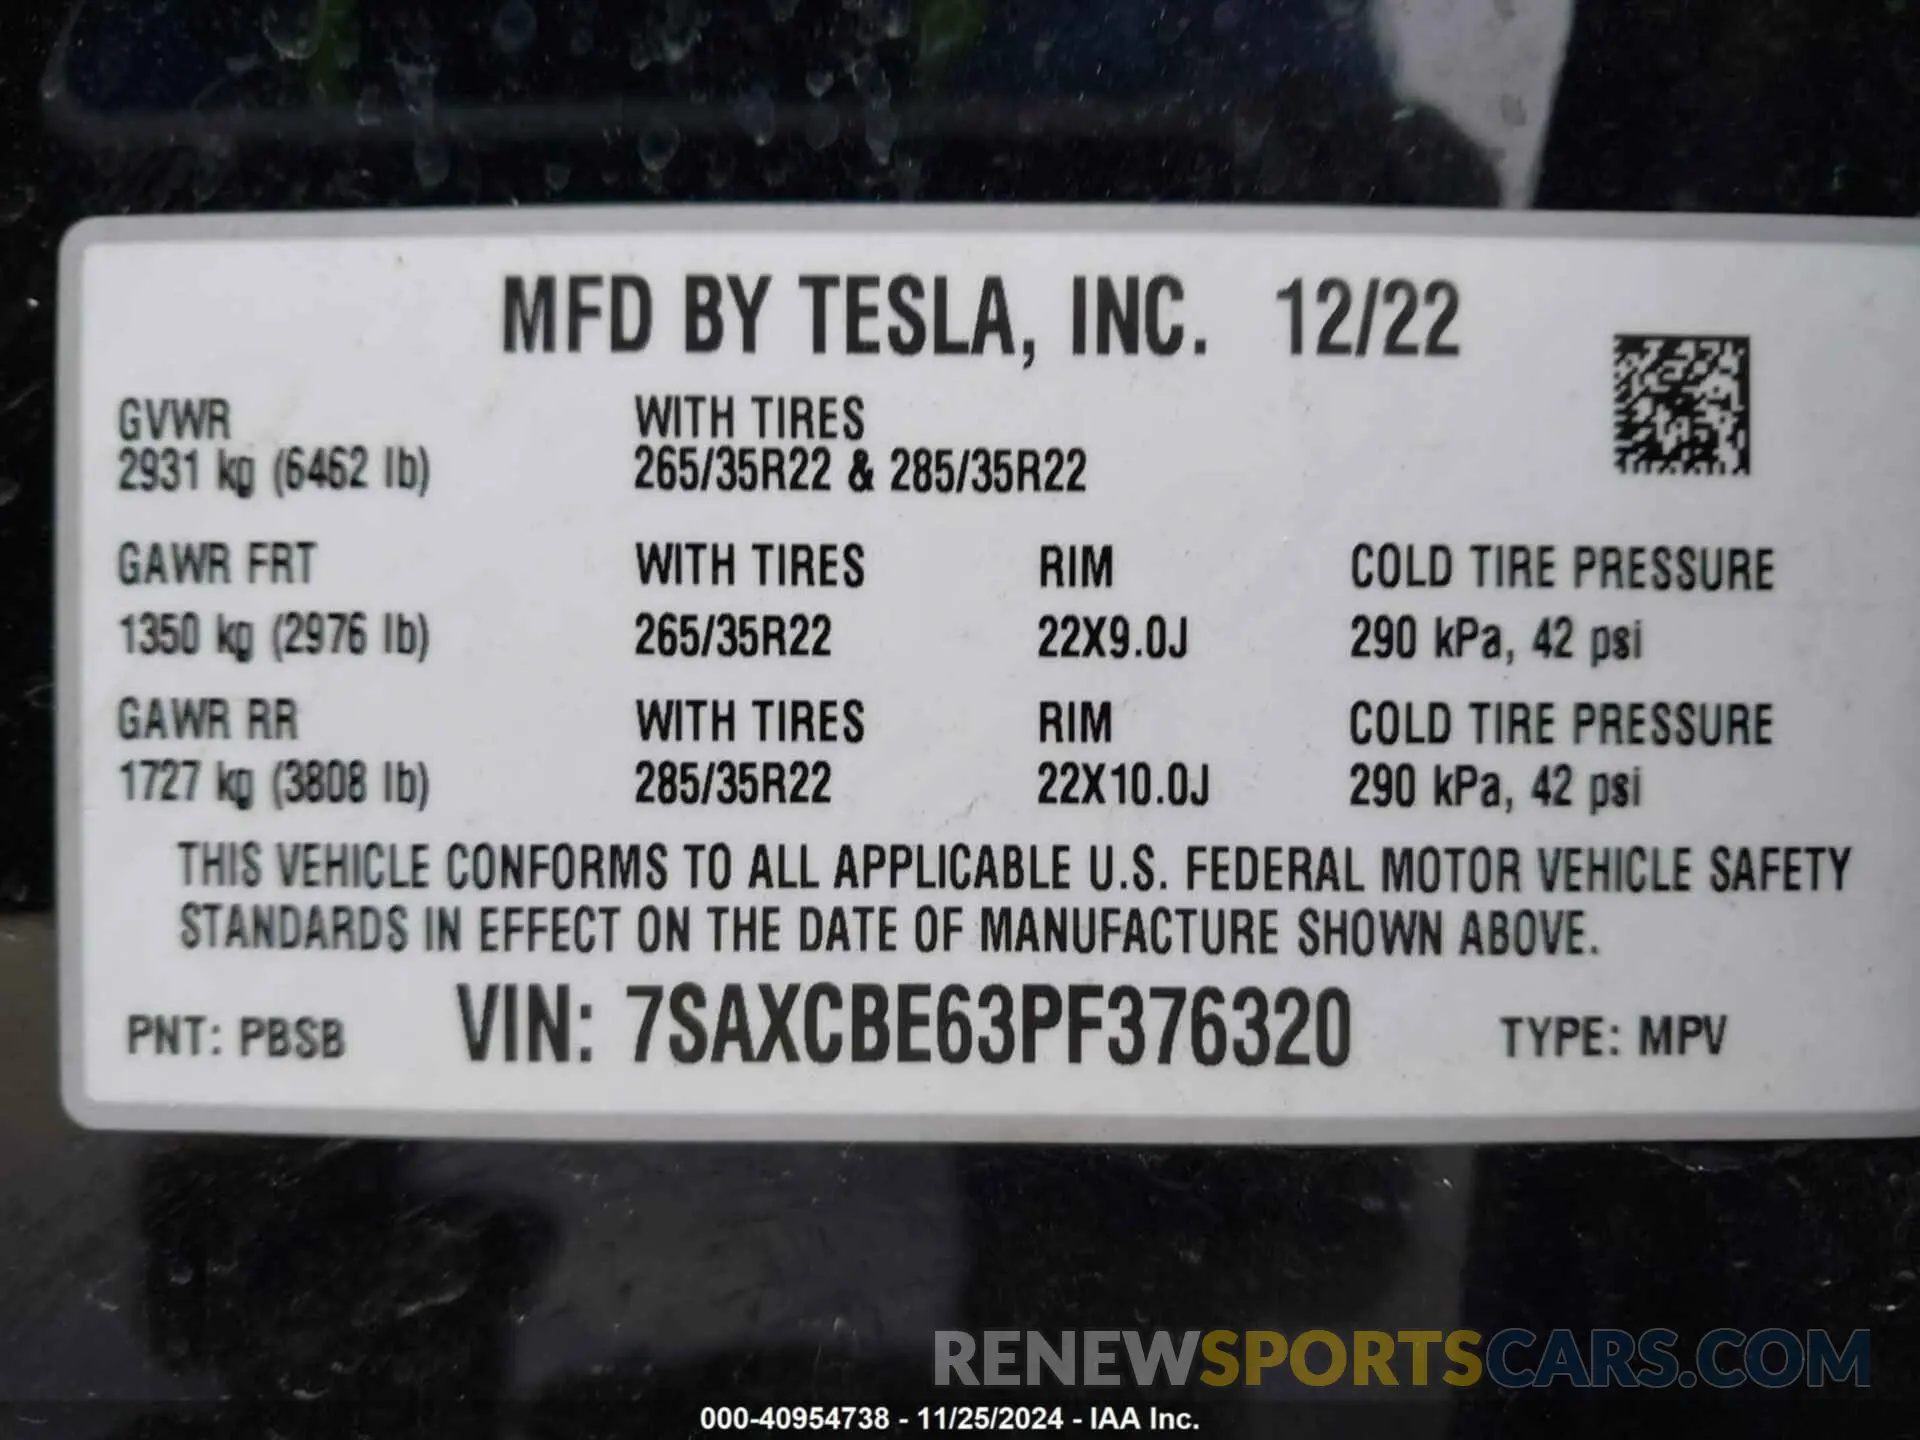 MFD BY TESLA, INC. 12/22
GVWR WITH TIRES
2931 kg (6462 lb) 265/35R22 & 285/35R22
GAWR FRT WITH TIRES RIM COLD TIRE PRESSURE
1350 kg (2976 lb) 265/35R22 22X9.0J 290 kPa, 42 psi
GAWR RR WITH TIRES RIM COLD TIRE PRESSURE
1727 kg (3808 lb) 285/35R22 22X10.0J 290 kPa, 42 psi
THIS VEHICLE CONFORMS TO ALL APPLICABLE U.S. FEDERAL MOTOR VEHICLE SAFETY
STANDARDS IN EFFECT ON THE DATE OF MANUFACTURE SHOWN ABOVE.
PNT: PBSB VIN: 7SAXCBE63PF376320 TYPE: MPV
RENEWSPORTSCARS.COM
000-40954738 - 11/25/2024 - IAA Inc.